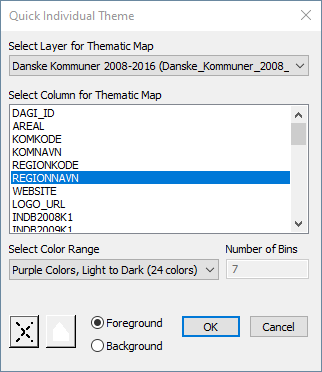 Quick Individual Theme
Select Layer for Thematic Map
Danske Kommuner 2008-2016 (Danske_Kommuner_2008_
Select Column for Thematic Map
DAGI_ID
AREAL
KOMKODE
KOMNAVN
REGIONKODE
REGIONNAVN
WEBSITE
LOGO_URL
INDB2008K1
INDB2009K1
Select Color Range
Number of Bins
Purple Colors, Light to Dark (24 colors)
7
Foreground
Background
OK
Cancel